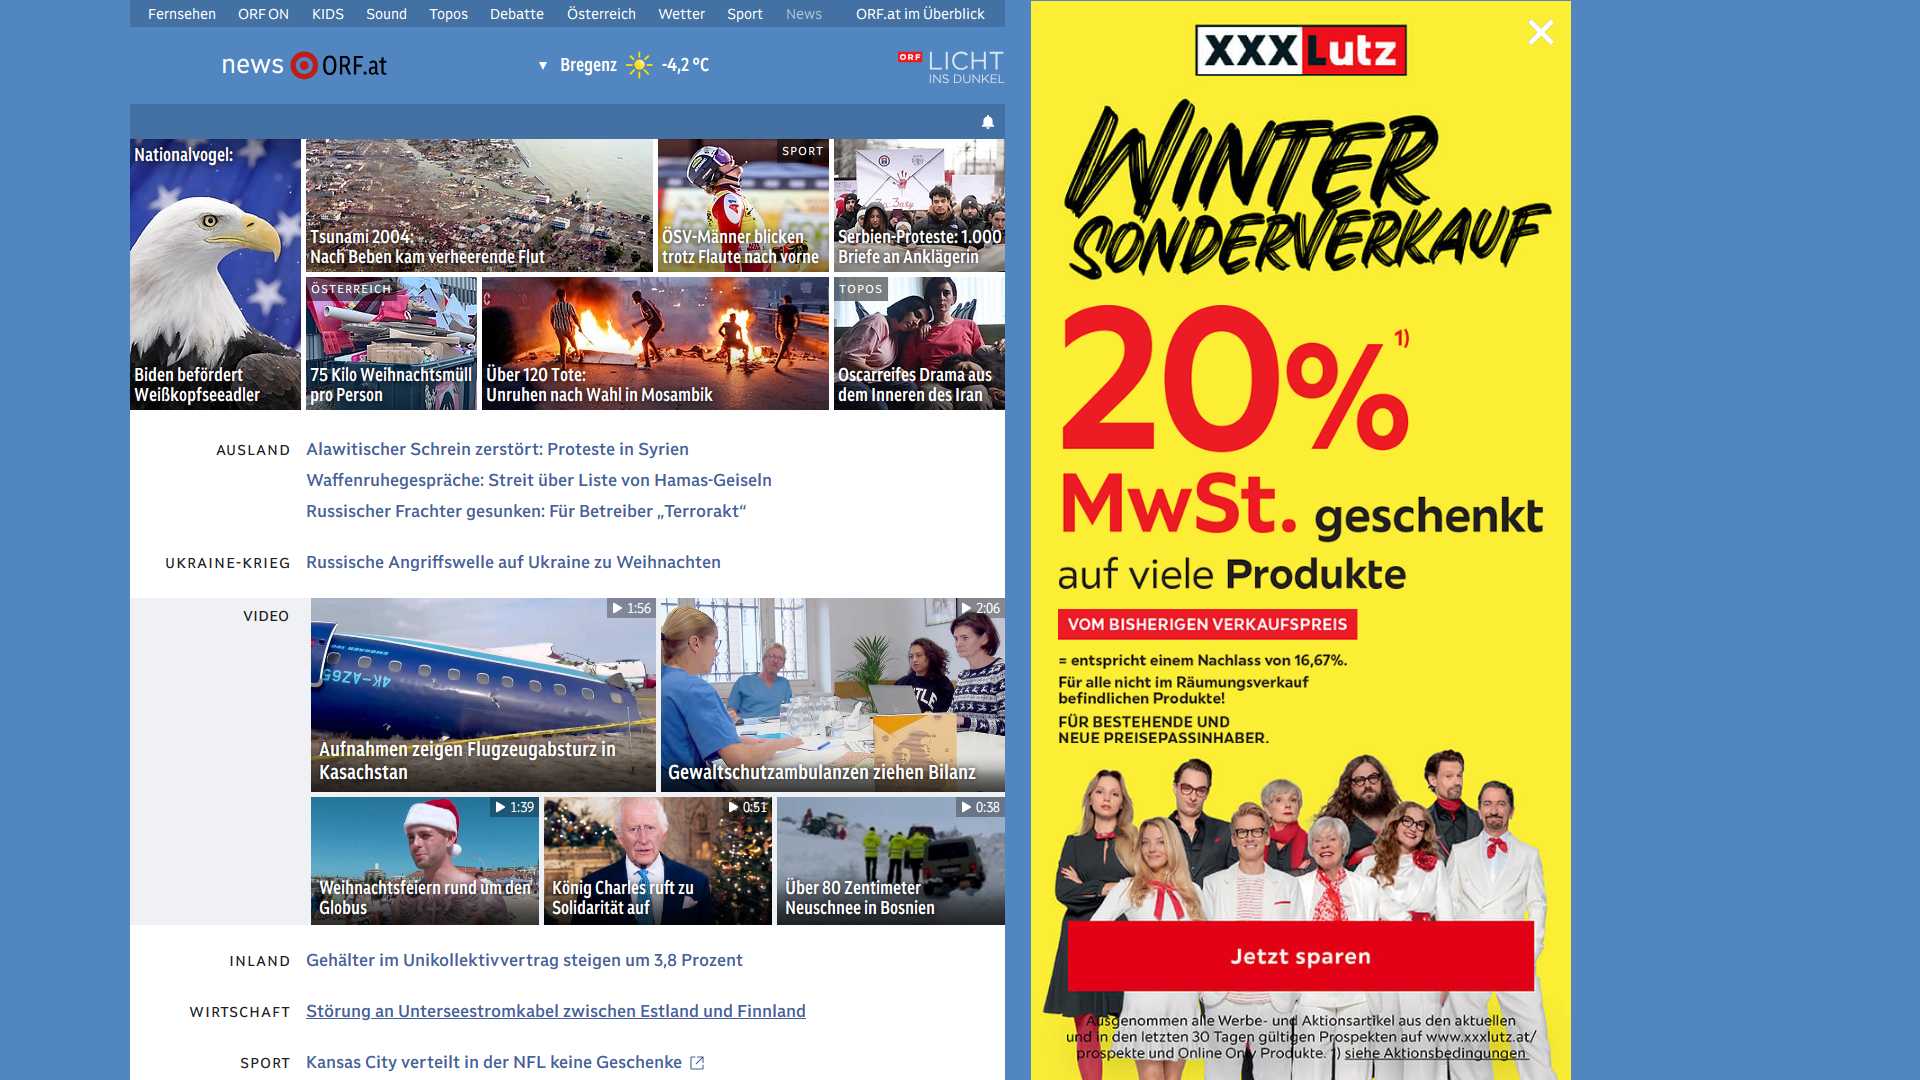 Fernsehen ORF ON KIDS Sound Topos Debatte Österreich Wetter Sport News ORF.at im Überblick
news ORF.at
▼ Bregenz -4,2 °C
ORF LICHT
INS DUNKEL
Nationalvogel:
Biden befördert
Weißkopfseeadler
Tsunami 2004:
Nach Beben kam verheerende Flut
SPORT
ÖSV-Männer blicken
trotz Flaute nach vorne
Serbien-Proteste: 1.000
Briefe an Anklägerin
ÖSTERREICH
75 Kilo Weihnachtsmüll
pro Person
Über 120 Tote:
Unruhen nach Wahl in Mosambik
TOPOS
Oscarreifes Drama aus
dem Inneren des Iran
AUSLAND
Alawitischer Schrein zerstört: Proteste in Syrien
Waffenruhegespräche: Streit über Liste von Hamas-Geiseln
Russischer Frachter gesunken: Für Betreiber „Terrorakt“
UKRAINE-KRIEG
Russische Angriffswelle auf Ukraine zu Weihnachten
VIDEO
1:56
4K-AZ65
Aufnahmen zeigen Flugzeugabsturz in
Kasachstan
2:06
Gewaltschutzambulanzen ziehen Bilanz
1:39
Weihnachtsfeiern rund um den
Globus
0:51
König Charles ruft zu
Solidarität auf
0:38
Über 80 Zentimeter
Neuschnee in Bosnien
INLAND
Gehälter im Unikollektivvertrag steigen um 3,8 Prozent
WIRTSCHAFT
Störung an Unterseestromkabel zwischen Estland und Finnland
SPORT
Kansas City verteilt in der NFL keine Geschenke
XXXLutz
WINTER
SONDERVERKAUF
20% 1)
MwSt. geschenkt
auf viele Produkte
VOM BISHERIGEN VERKAUFSPREIS
= entspricht einem Nachlass von 16,67%.
Für alle nicht im Räumungsverkauf
befindlichen Produkte!
FÜR BESTEHENDE UND
NEUE PREISEPASSINHABER.
Jetzt sparen
Ausgenommen alle Werbe- und Aktionsartikel aus den aktuellen
und in den letzten 30 Tagen gültigen Prospekten auf www.xxxlutz.at/
prospekte und Online Only Produkte. 1) siehe Aktionsbedingungen